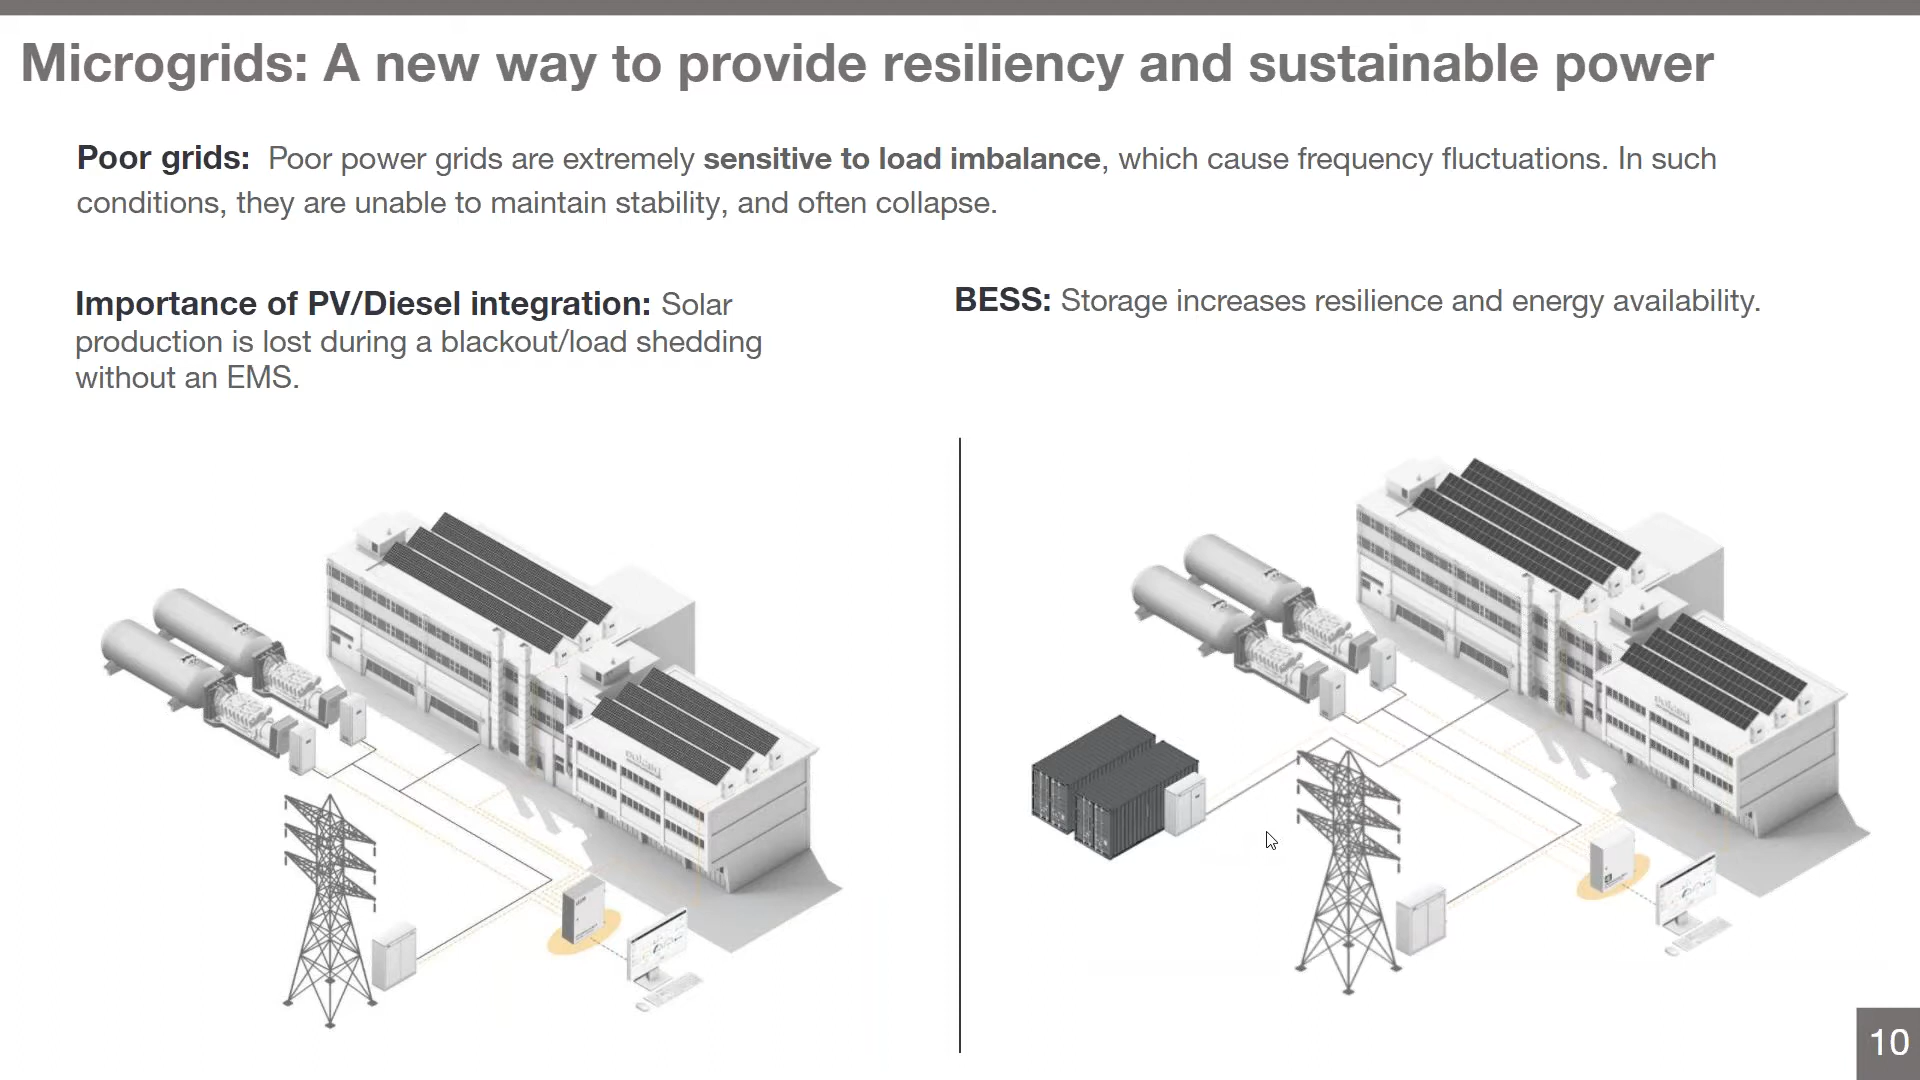 Microgrids: A new way to provide resiliency and sustainable power
Poor grids: Poor power grids are extremely sensitive to load imbalance, which cause frequency fluctuations. In such
conditions, they are unable to maintain stability, and often collapse.
Importance of PV/Diesel integration: Solar
production is lost during a blackout/load shedding
without an EMS.
BESS: Storage increases resilience and energy availability.
10